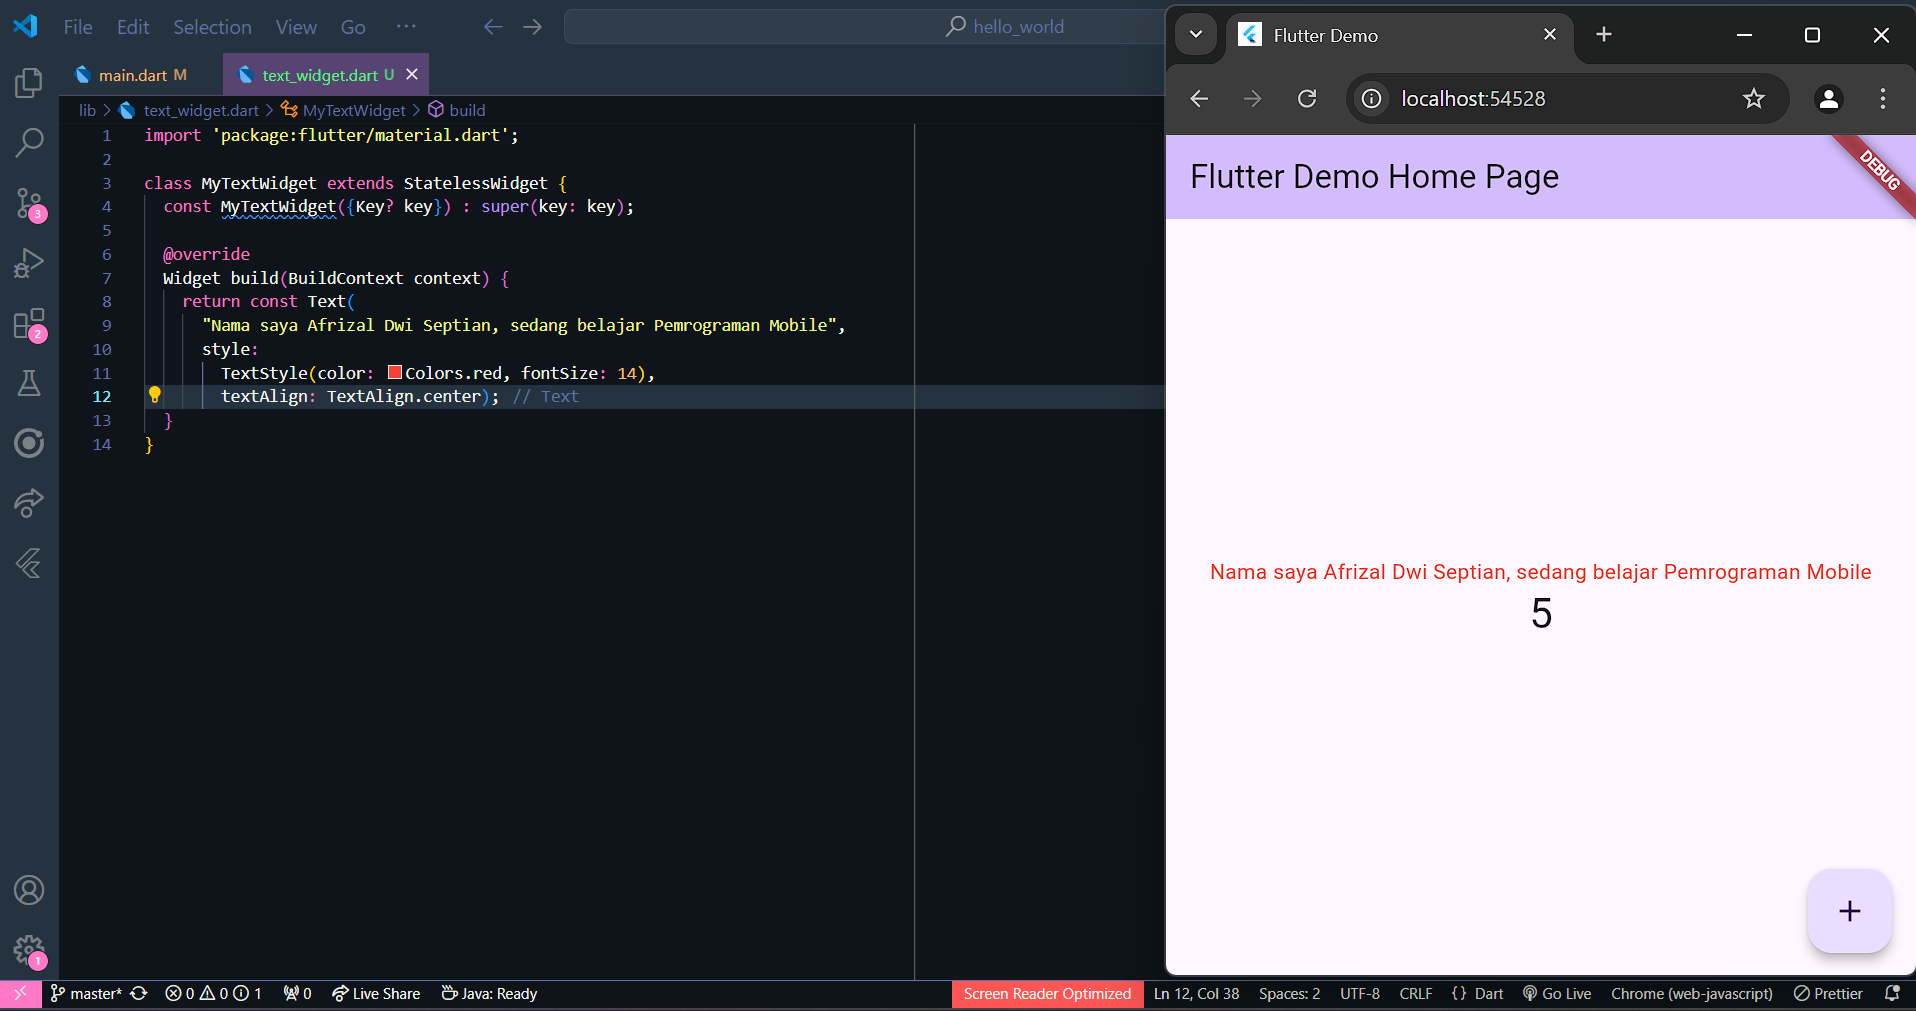 File Edit Selection View Go ··· hello_world
main.dart M text_widget.dart U
lib > text_widget.dart > MyTextWidget > build
1 import 'package:flutter/material.dart';
2
3 class MyTextWidget extends StatelessWidget {
4 const MyTextWidget({Key? key}) : super(key: key);
5
6 @override
7 Widget build(BuildContext context) {
8 return const Text(
9 "Nama saya Afrizal Dwi Septian, sedang belajar Pemrograman Mobile",
10 style:
11 TextStyle(color: Colors.red, fontSize: 14),
12 textAlign: TextAlign.center); // Text
13 }
14 }
3
2
1
Flutter Demo
localhost:54528
Flutter Demo Home Page
DEBUG
Nama saya Afrizal Dwi Septian, sedang belajar Pemrograman Mobile
5
+
master* 0 0 1 0 Live Share Java: Ready Screen Reader Optimized Ln 12, Col 38 Spaces: 2 UTF-8 CRLF {} Dart Go Live Chrome (web-javascript) Prettier